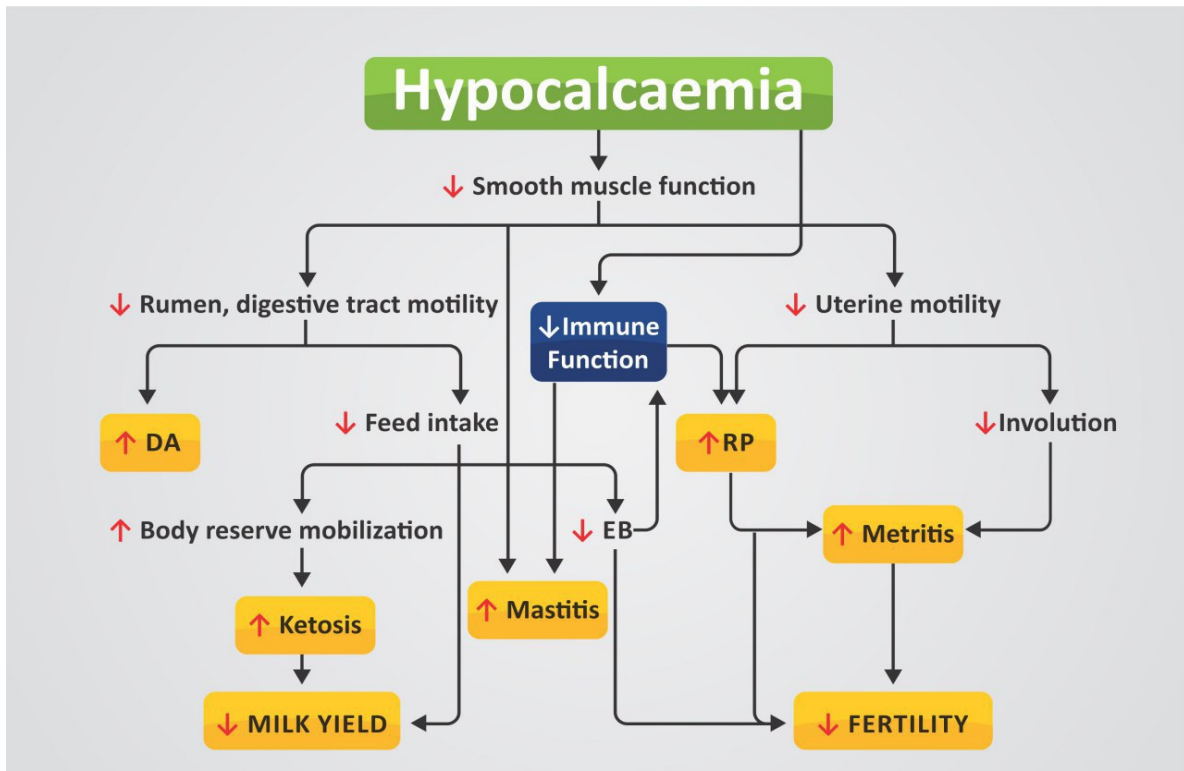 Hypocalcaemia
↓ Smooth muscle function
↓ Rumen, digestive tract motility
↓ Immune
Function
↓ Uterine motility
↑ DA
↓ Feed intake
↑ RP
↓ Involution
↑ Body reserve mobilization
↓ EB
↑ Metritis
↑ Ketosis
↑ Mastitis
↓ MILK YIELD
↓ FERTILITY